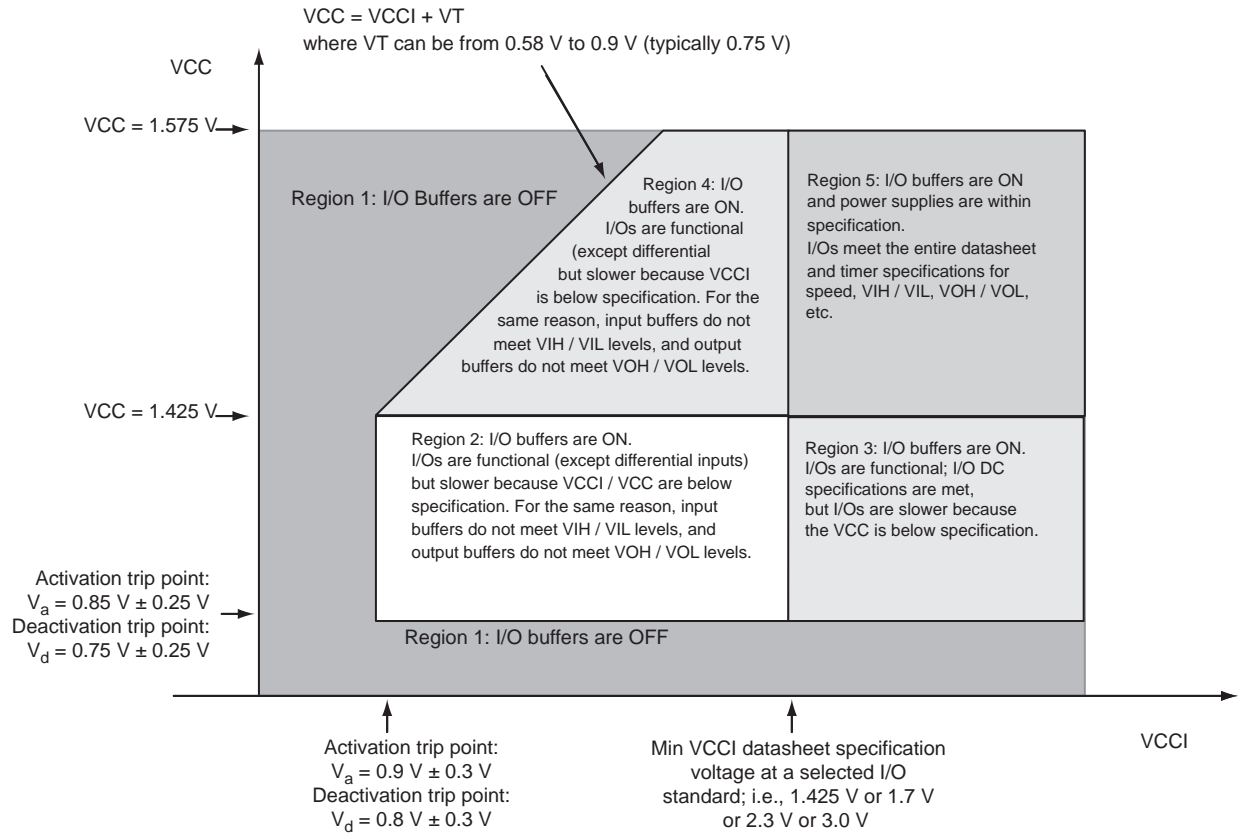 VCC = VCCI + VT
where VT can be from 0.58 V to 0.9 V (typically 0.75 V)
VCC
VCC = 1.575 V
Region 1: I/O Buffers are OFF
Region 4: I/O
buffers are ON.
I/Os are functional
(except differential
but slower because VCCI
is below specification. For the
same reason, input buffers do not
meet VIH / VIL levels, and output
buffers do not meet VOH / VOL levels.
Region 5: I/O buffers are ON
and power supplies are within
specification.
I/Os meet the entire datasheet
and timer specifications for
speed, VIH / VIL, VOH / VOL,
etc.
VCC = 1.425 V
Region 2: I/O buffers are ON.
I/Os are functional (except differential inputs)
but slower because VCCI / VCC are below
specification. For the same reason, input
buffers do not meet VIH / VIL levels, and
output buffers do not meet VOH / VOL levels.
Region 3: I/O buffers are ON.
I/Os are functional; I/O DC
specifications are met,
but I/Os are slower because
the VCC is below specification.
Activation trip point:
Va = 0.85 V ± 0.25 V
Deactivation trip point:
Vd = 0.75 V ± 0.25 V
Region 1: I/O buffers are OFF
VCCI
Activation trip point:
Va = 0.9 V ± 0.3 V
Deactivation trip point:
Vd = 0.8 V ± 0.3 V
Min VCCI datasheet specification
voltage at a selected I/O
standard; i.e., 1.425 V or 1.7 V
or 2.3 V or 3.0 V